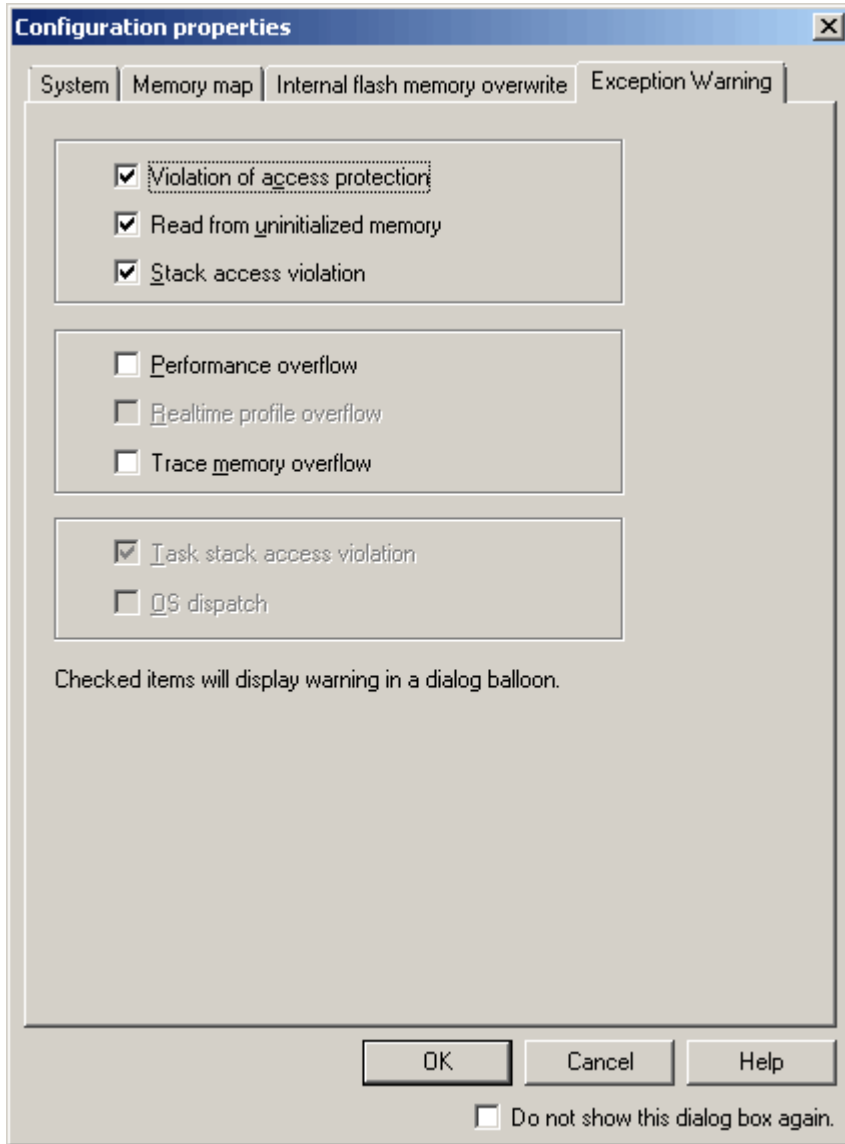 Configuration properties
System Memory map Internal flash memory overwrite Exception Warning
Violation of access protection
Read from uninitialized memory
Stack access violation
Performance overflow
Realtime profile overflow
Trace memory overflow
Task stack access violation
OS dispatch
Checked items will display warning in a dialog balloon.
OK Cancel Help
Do not show this dialog box again.